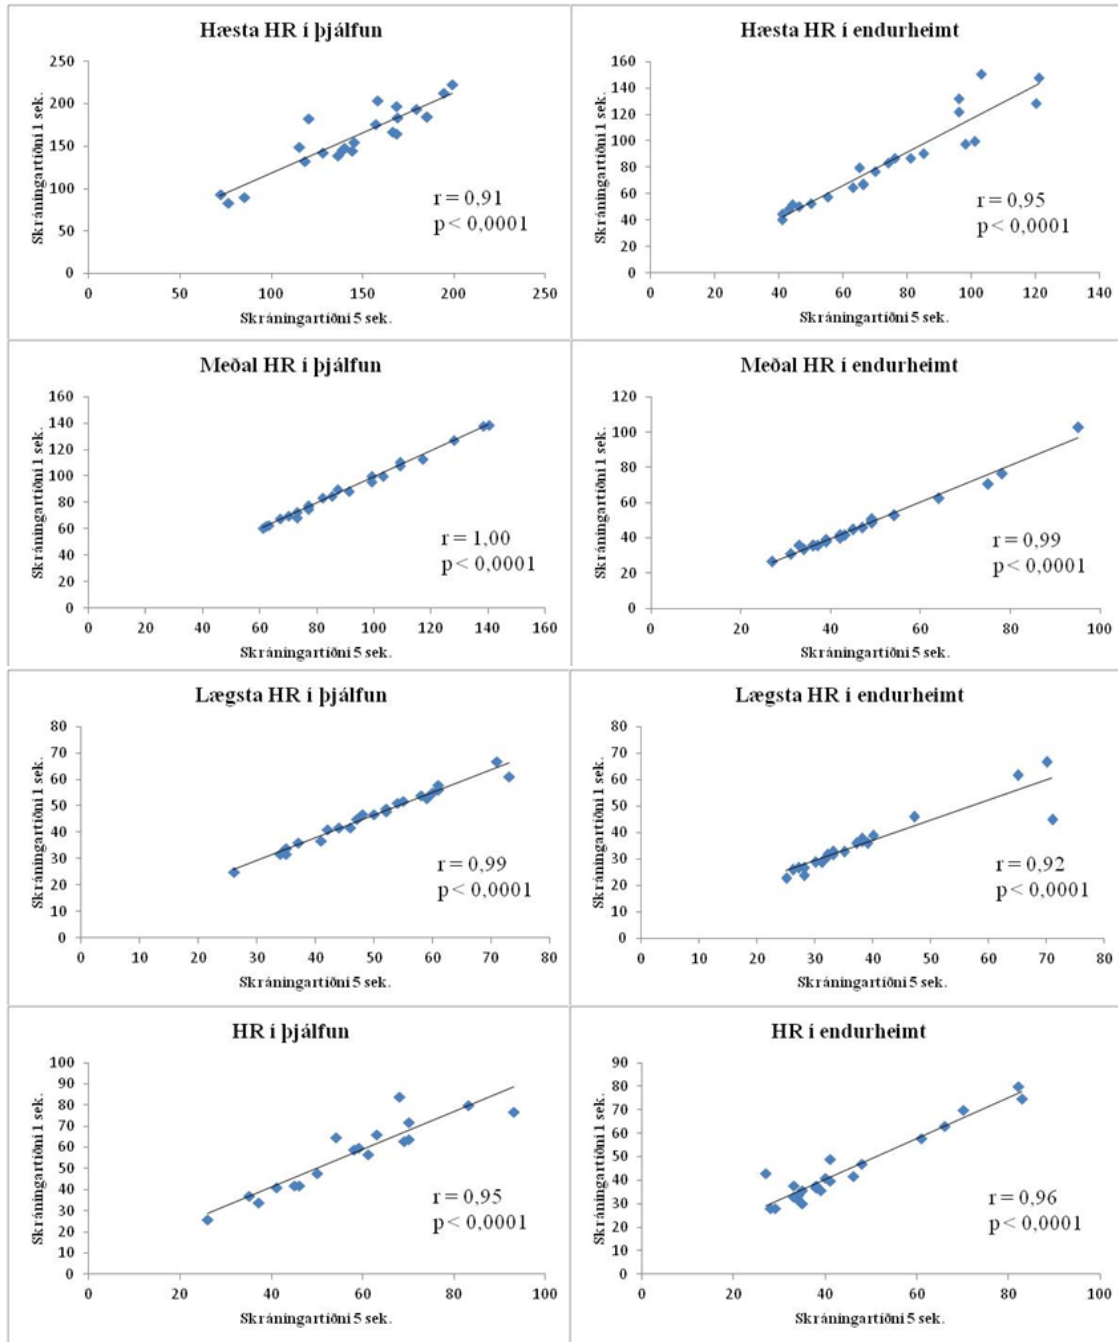 Hæsta HR í þjálfun
250
200
150
100
50
0
0 50 100 150 200 250
Skráningartíðni 1 sek.
Skráningartíðni 5 sek.
r = 0,91
p < 0,0001
Hæsta HR í endurheimt
160
140
120
100
80
60
40
20
0
0 20 40 60 80 100 120 140
Skráningartíðni 1 sek.
Skráningartíðni 5 sek.
r = 0,95
p < 0,0001
Meðal HR í þjálfun
160
140
120
100
80
60
40
20
0
0 20 40 60 80 100 120 140 160
Skráningartíðni 1 sek.
Skráningartíðni 5 sek.
r = 1,00
p < 0,0001
Meðal HR í endurheimt
120
100
80
60
40
20
0
0 20 40 60 80 100
Skráningartíðni 1 sek.
Skráningartíðni 5 sek.
r = 0,99
p < 0,0001
Lægsta HR í þjálfun
80
70
60
50
40
30
20
10
0
0 10 20 30 40 50 60 70 80
Skráningartíðni 1 sek.
Skráningartíðni 5 sek.
r = 0,99
p < 0,0001
Lægsta HR í endurheimt
80
70
60
50
40
30
20
10
0
0 10 20 30 40 50 60 70 80
Skráningartíðni 1 sek.
Skráningartíðni 5 sek.
r = 0,92
p < 0,0001
HR í þjálfun
100
90
80
70
60
50
40
30
20
10
0
0 20 40 60 80 100
Skráningartíðni 1 sek.
Skráningartíðni 5 sek.
r = 0,95
p < 0,0001
HR í endurheimt
90
80
70
60
50
40
30
20
10
0
0 20 40 60 80 100
Skráningartíðni 1 sek.
Skráningartíðni 5 sek.
r = 0,96
p < 0,0001